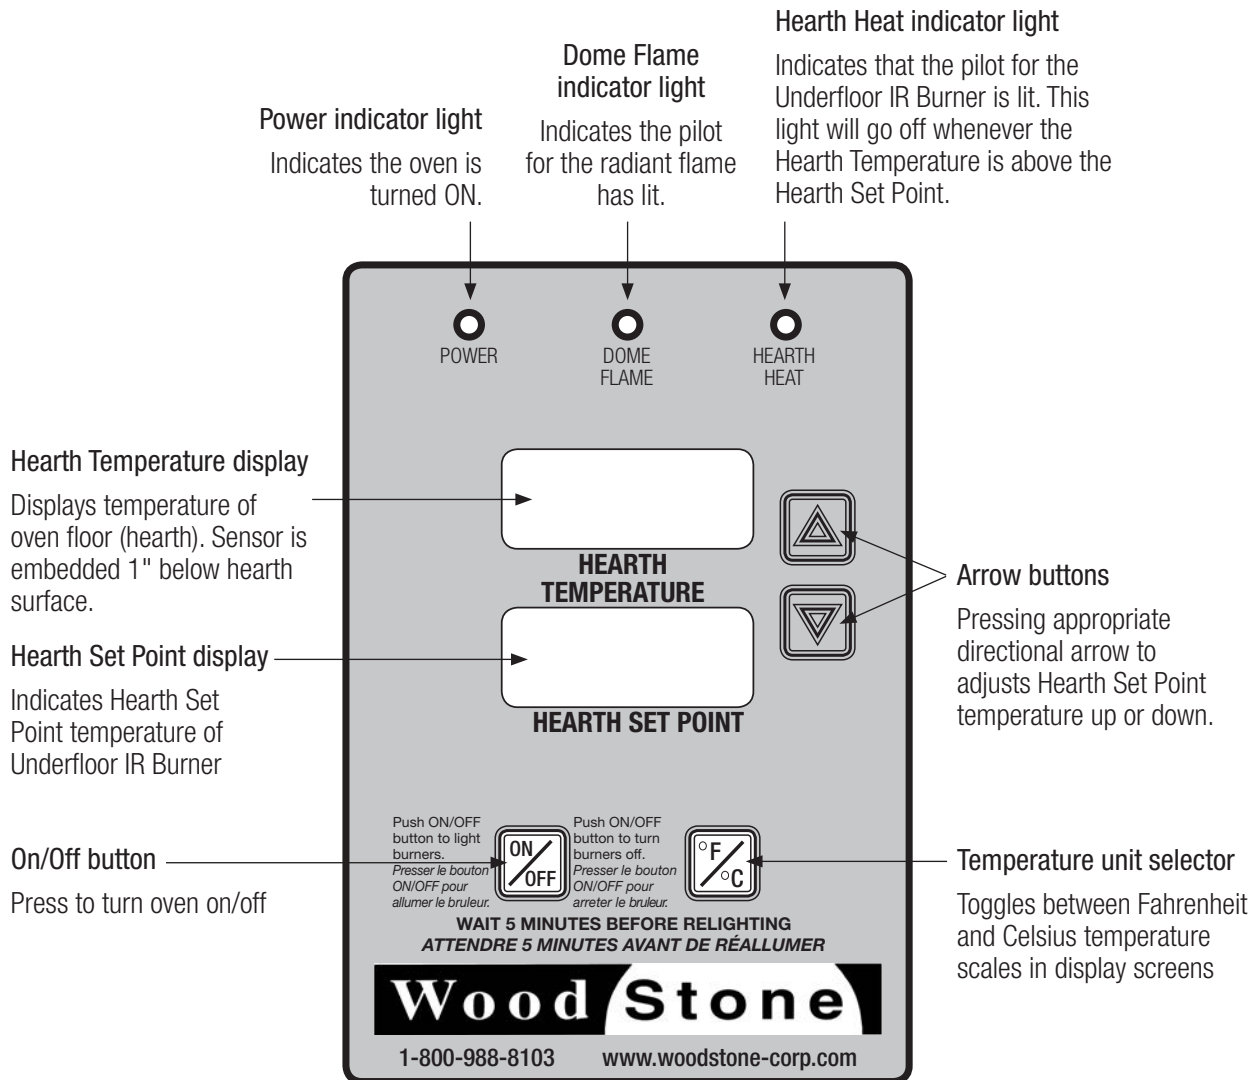 Hearth Heat indicator light
Indicates that the pilot for the
Underfloor IR Burner is lit. This
light will go off whenever the
Hearth Temperature is above the
Hearth Set Point.
Dome Flame
indicator light
Indicates the pilot
for the radiant flame
has lit.
Power indicator light
Indicates the oven is
turned ON.
POWER
DOME
FLAME
HEARTH
HEAT
Hearth Temperature display
Displays temperature of
oven floor (hearth). Sensor is
embedded 1" below hearth
surface.
HEARTH
TEMPERATURE
Arrow buttons
Pressing appropriate
directional arrow to
adjusts Hearth Set Point
temperature up or down.
Hearth Set Point display
Indicates Hearth Set
Point temperature of
Underfloor IR Burner
HEARTH SET POINT
On/Off button
Press to turn oven on/off
Push ON/OFF
button to light
burners.
Presser le bouton
ON/OFF pour
allumer le bruleur.
ON
OFF
Push ON/OFF
button to turn
burners off.
Presser le bouton
ON/OFF pour
arreter le bruleur.
°F
°C
Temperature unit selector
Toggles between Fahrenheit
and Celsius temperature
scales in display screens
WAIT 5 MINUTES BEFORE RELIGHTING
ATTENDRE 5 MINUTES AVANT DE RÉALLUMER
Wood Stone
1-800-988-8103 www.woodstone-corp.com